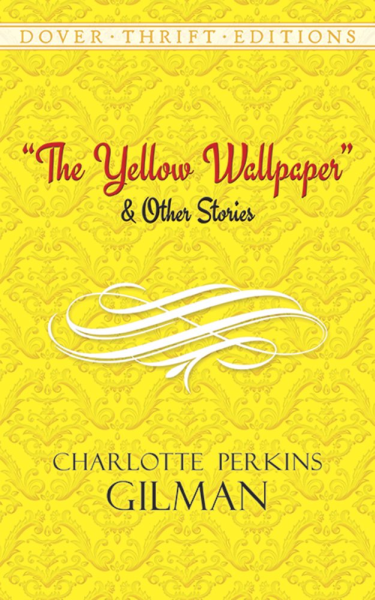 DOVER · THRIFT · EDITIONS
“The Yellow Wallpaper”
& Other Stories
CHARLOTTE PERKINS
GILMAN